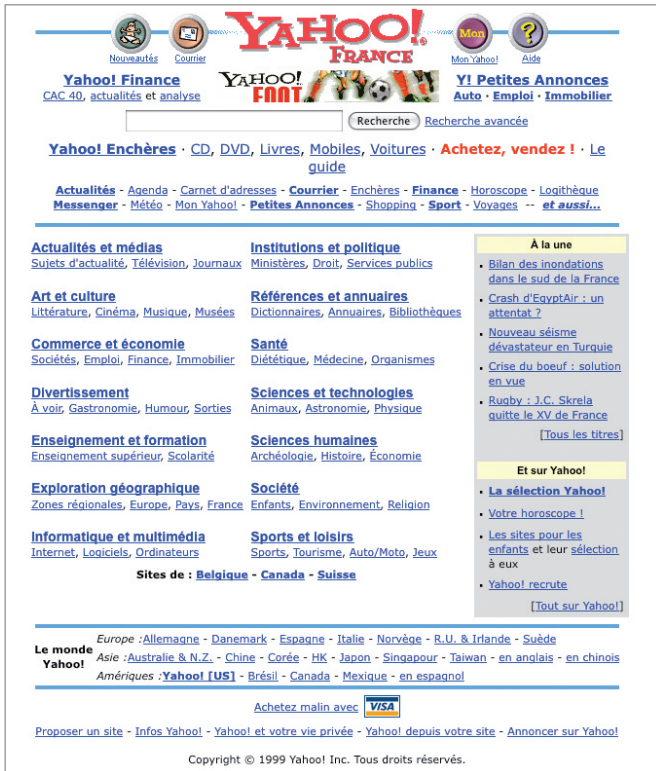 YAHOO!
FRANCE
Nouveautés
Courrier
Mon
Mon Yahoo!
?
Aide
Yahoo! Finance
CAC 40, actualités et analyse
YAHOO!
FOOT
Y! Petites Annonces
Auto · Emploi · Immobilier
Recherche
Recherche avancée
Yahoo! Enchères · CD, DVD, Livres, Mobiles, Voitures · Achetez, vendez ! · Le
guide
Actualités - Agenda - Carnet d'adresses - Courrier - Enchères - Finance - Horoscope - Logithèque
Messenger - Météo - Mon Yahoo! - Petites Annonces - Shopping - Sport - Voyages -- et aussi...
Actualités et médias
Sujets d'actualité, Télévision, Journaux
Art et culture
Littérature, Cinéma, Musique, Musées
Commerce et économie
Sociétés, Emploi, Finance, Immobilier
Divertissement
À voir, Gastronomie, Humour, Sorties
Enseignement et formation
Enseignement supérieur, Scolarité
Exploration géographique
Zones régionales, Europe, Pays, France
Informatique et multimédia
Internet, Logiciels, Ordinateurs
Institutions et politique
Ministères, Droit, Services publics
Références et annuaires
Dictionnaires, Annuaires, Bibliothèques
Santé
Diététique, Médecine, Organismes
Sciences et technologies
Animaux, Astronomie, Physique
Sciences humaines
Archéologie, Histoire, Économie
Société
Enfants, Environnement, Religion
Sports et loisirs
Sports, Tourisme, Auto/Moto, Jeux
Sites de : Belgique - Canada - Suisse
À la une
Bilan des inondations
dans le sud de la France
Crash d'EgyptAir : un
attentat ?
Nouveau séisme
dévastateur en Turquie
Crise du boeuf : solution
en vue
Rugby : J.C. Skrela
quitte le XV de France
[Tous les titres]
Et sur Yahoo!
La sélection Yahoo!
Votre horoscope !
Les sites pour les
enfants et leur sélection
à eux
Yahoo! recrute
[Tout sur Yahoo!]
Le monde
Yahoo!
Europe :Allemagne - Danemark - Espagne - Italie - Norvège - R.U. & Irlande - Suède
Asie :Australie & N.Z. - Chine - Corée - HK - Japon - Singapour - Taiwan - en anglais - en chinois
Amériques :Yahoo! [US] - Brésil - Canada - Mexique - en espagnol
Achetez malin avec VISA
Proposer un site - Infos Yahoo! - Yahoo! et votre vie privée - Yahoo! depuis votre site - Annoncer sur Yahoo!
Copyright © 1999 Yahoo! Inc. Tous droits réservés.